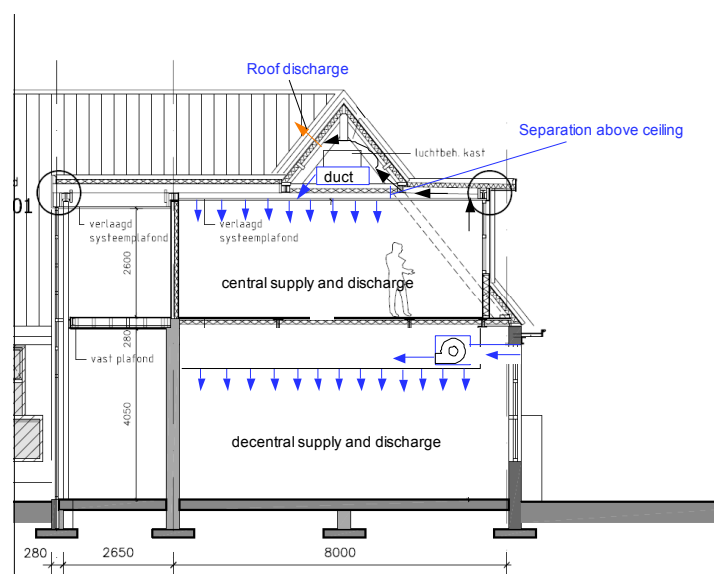 Roof discharge
Separation above ceiling
luchtbeh. kast
duct
d
01
verlaagd
systeemplafond
verlaagd
systeemplafond
2600
central supply and discharge
280
vast plafond
4050
decentral supply and discharge
280
2650
8000